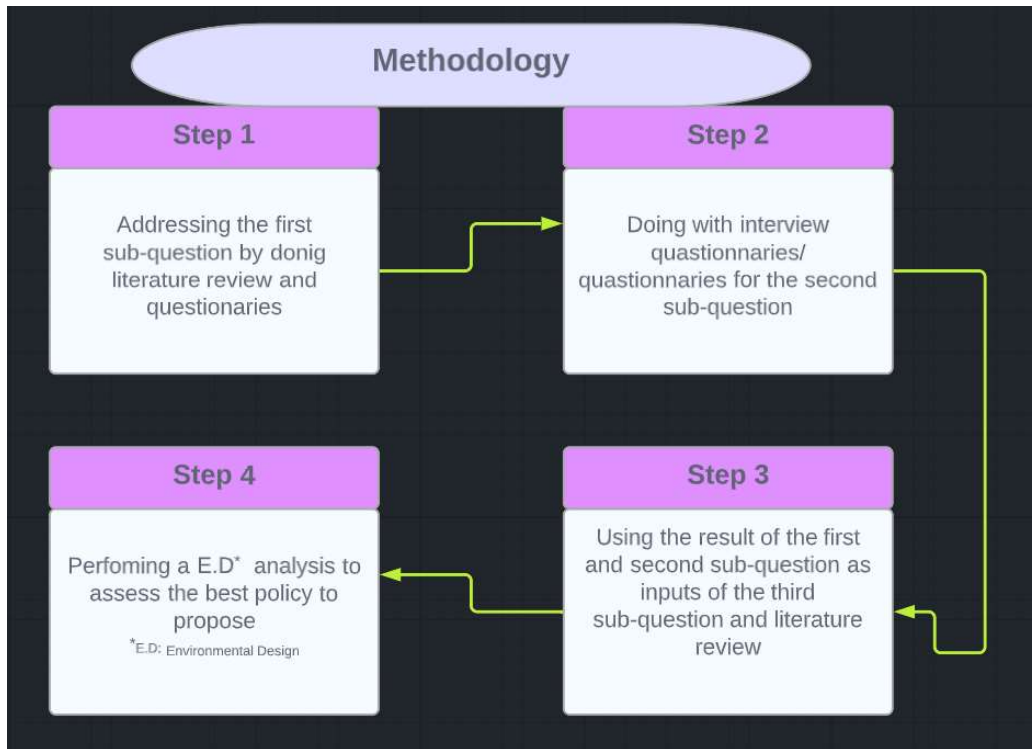 Methodology
Step 1
Addressing the first
sub-question by donig
literature review and
questionaries
Step 2
Doing with interview
quastionnaries/
quastionnaries for the second
sub-question
Step 3
Using the result of the first
and second sub-question as
inputs of the third
sub-question and literature
review
Step 4
Perfoming a E.D* analysis to
assess the best policy to
propose
*E.D: Environmental Design